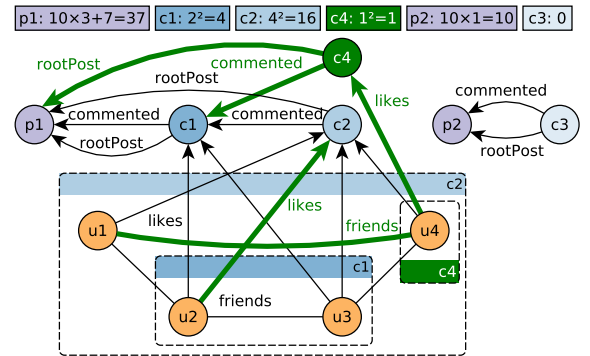 p1: 10×3+7=37 c1: 2²=4 c2: 4²=16 c4: 1²=1 p2: 10×1=10 c3: 0
c4
rootPost
commented
rootPost
likes
commented
commented
commented
p1
c1
c2
p2
c3
rootPost
rootPost
c2
likes
likes
friends
u1
u4
c1
c4
friends
u2
u3